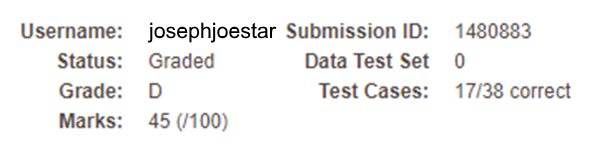 Username: josephjoestar Submission ID: 1480883
Status: Graded Data Test Set 0
Grade: D Test Cases: 17/38 correct
Marks: 45 (/100)